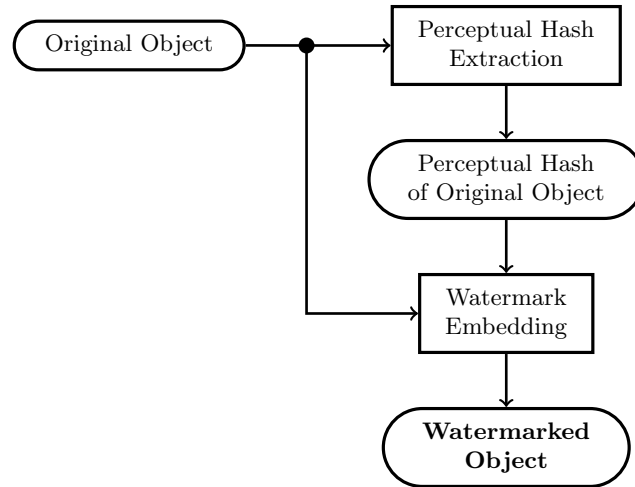 Original Object
Perceptual Hash
Extraction
Perceptual Hash
of Original Object
Watermark
Embedding
Watermarked
Object